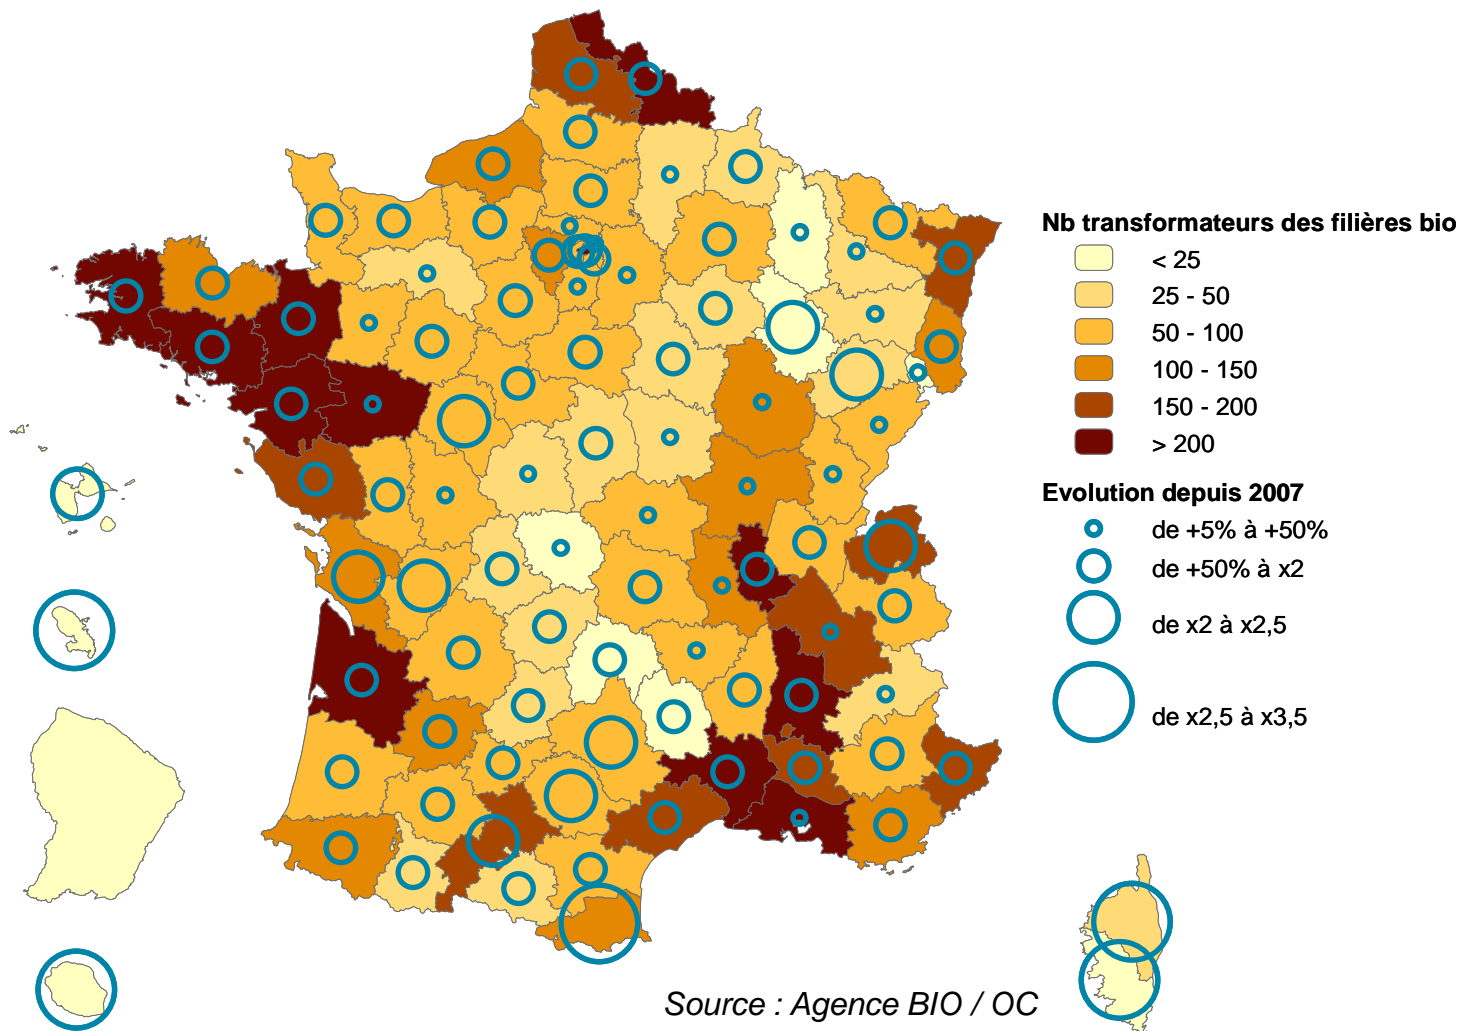 Nb transformateurs des filières bio
< 25
25 - 50
50 - 100
100 - 150
150 - 200
> 200
Evolution depuis 2007
de +5% à +50%
de +50% à x2
de x2 à x2,5
de x2,5 à x3,5
Source : Agence BIO / OC